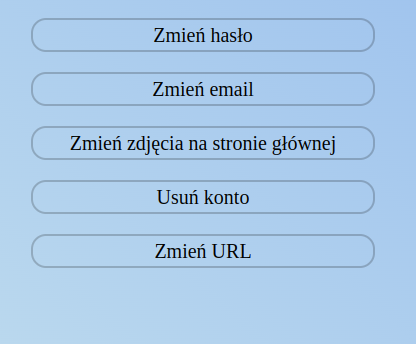 Zmień hasło
Zmień email
Zmień zdjęcia na stronie głównej
Usuń konto
Zmień URL